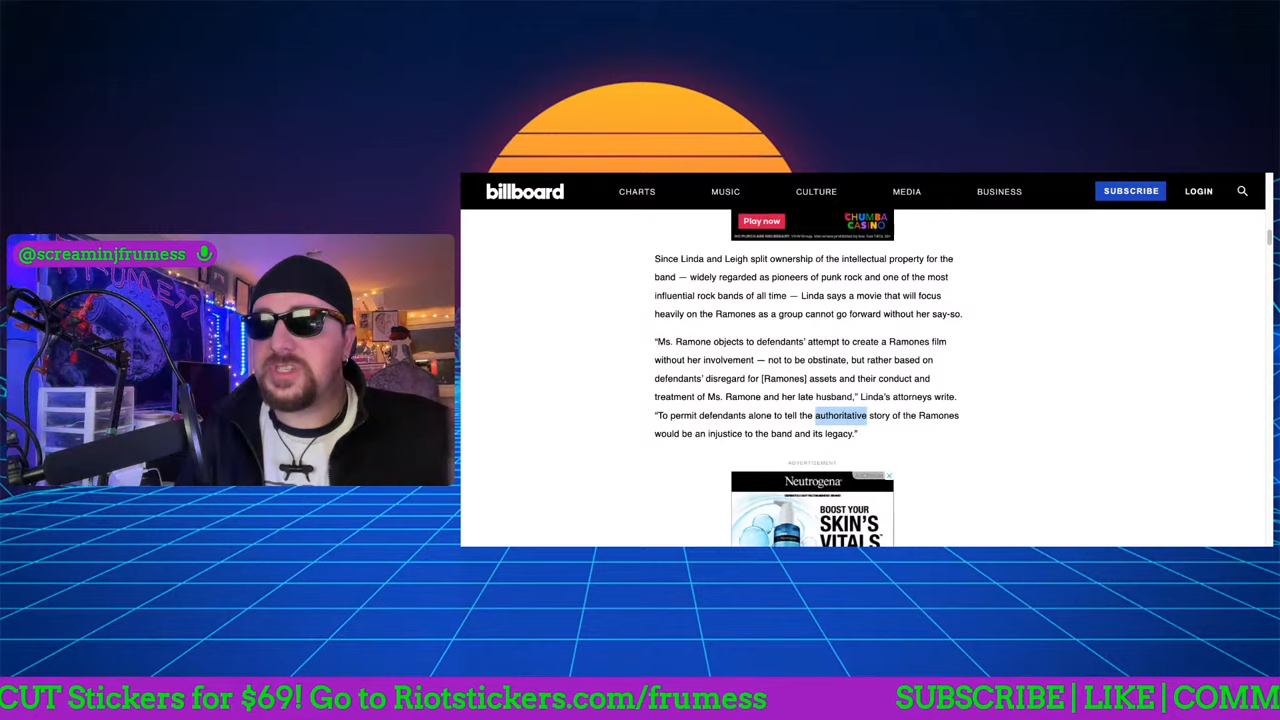 billboard
CHARTS
MUSIC
CULTURE
MEDIA
BUSINESS
SUBSCRIBE
LOGIN
Play now
CHUMBA
CASINO
@screaminjfrumess
FRUMESS
Since Linda and Leigh split ownership of the intellectual property for the
band — widely regarded as pioneers of punk rock and one of the most
influential rock bands of all time — Linda says a movie that will focus
heavily on the Ramones as a group cannot go forward without her say-so.
“Ms. Ramone objects to defendants’ attempt to create a Ramones film
without her involvement — not to be obstinate, but rather based on
defendants’ disregard for [Ramones] assets and their conduct and
treatment of Ms. Ramone and her late husband,” Linda’s attorneys write.
“To permit defendants alone to tell the authoritative story of the Ramones
would be an injustice to the band and its legacy.”
ADVERTISEMENT
Neutrogena
BOOST YOUR
SKIN'S
VITALS
CUT Stickers for $69! Go to Riotstickers.com/frumess
SUBSCRIBE | LIKE | COMM